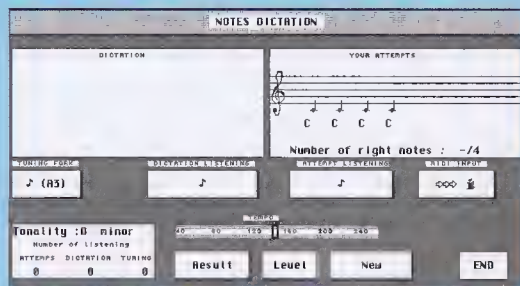 NOTES DICTATION
DICTATION
YOUR ATTEMPTS
C C C C
Number of right notes : -/4
TUNING FORK
DICTATION LISTENING
ATTEMPT LISTENING
MIDI INPUT
(A3)
TEMPO
40 80 120 160 200 240
Number of listening
ATTEMPS DICTATION TUNING
0 0 0
Result
Level
New
END